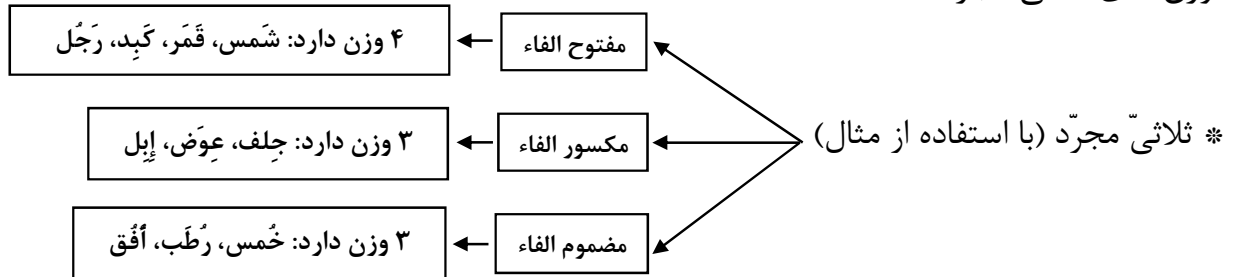 * ثلاثیّ مجرّد (با استفاده از مثال)
مفتوح الفاء
۴ وزن دارد: شَمس، قَمَر، کَبِد، رَجُل
مکسور الفاء
۳ وزن دارد: جِلف، عِوَض، إِبِل
مضموم الفاء
۳ وزن دارد: خُمس، رُطَب، أُفُق